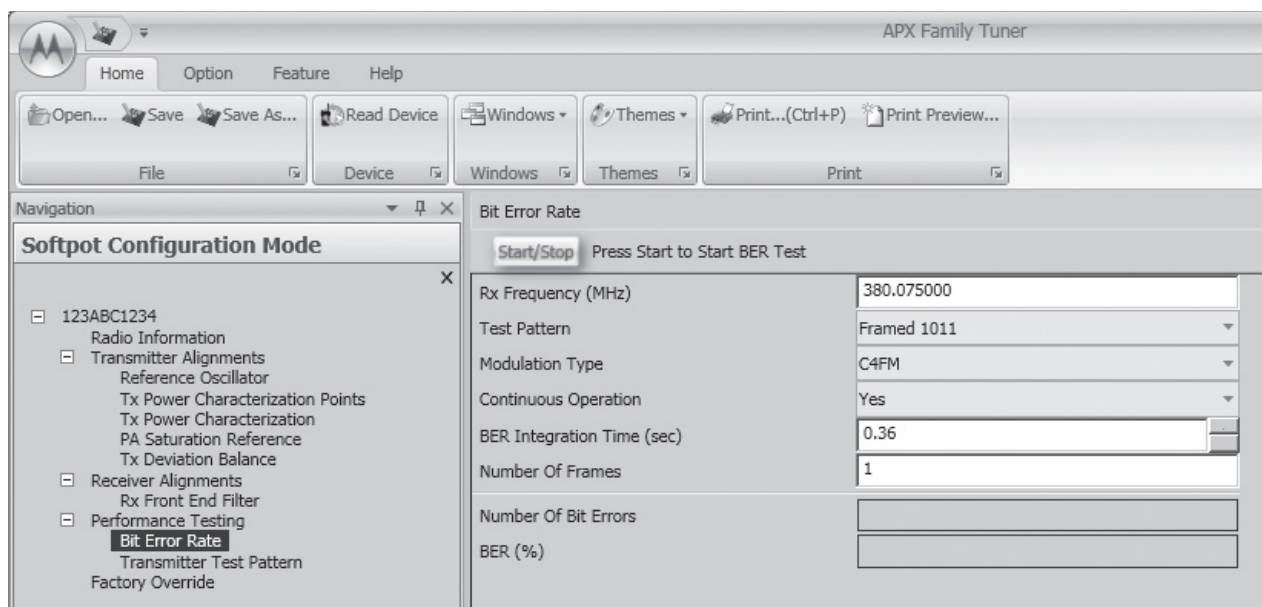 APX Family Tuner
Home Option Feature Help
Open... Save Save As... Read Device Windows Themes Print...(Ctrl+P) Print Preview...
File Device Windows Themes Print
Navigation
Softpot Configuration Mode
123ABC1234
Radio Information
Transmitter Alignments
Reference Oscillator
Tx Power Characterization Points
Tx Power Characterization
PA Saturation Reference
Tx Deviation Balance
Receiver Alignments
Rx Front End Filter
Performance Testing
Bit Error Rate
Transmitter Test Pattern
Factory Override
Bit Error Rate
Start/Stop Press Start to Start BER Test
Rx Frequency (MHz) 380.075000
Test Pattern Framed 1011
Modulation Type C4FM
Continuous Operation Yes
BER Integration Time (sec) 0.36
Number Of Frames 1
Number Of Bit Errors
BER (%)